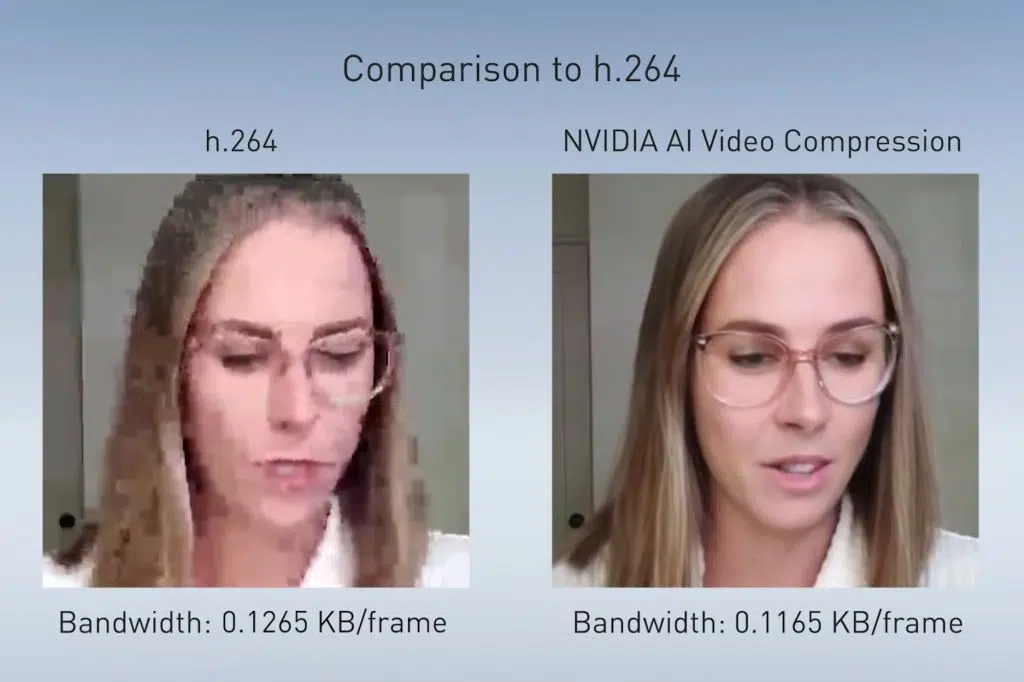 Comparison to h.264
h.264
NVIDIA AI Video Compression
Bandwidth: 0.1265 KB/frame
Bandwidth: 0.1165 KB/frame